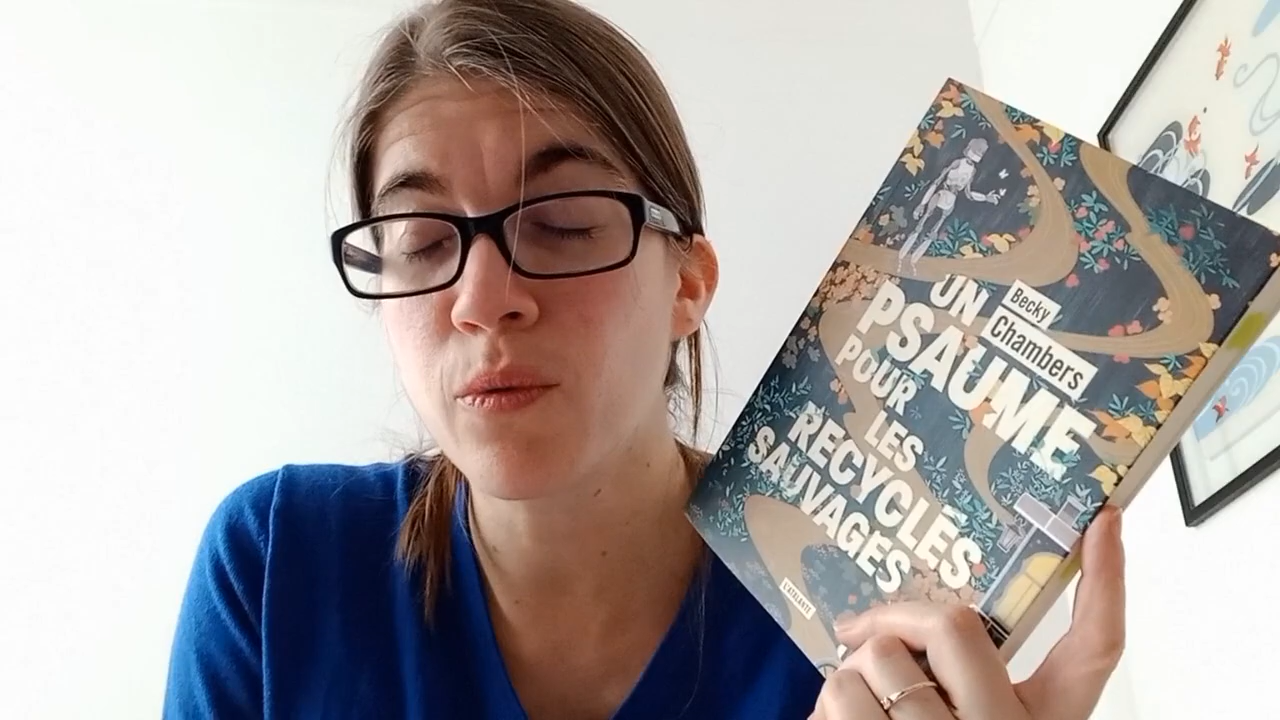 Becky
Chambers
UN
PSAUME
POUR
LES
RECYCLÉS
SAUVAGES
L'ATALANTE